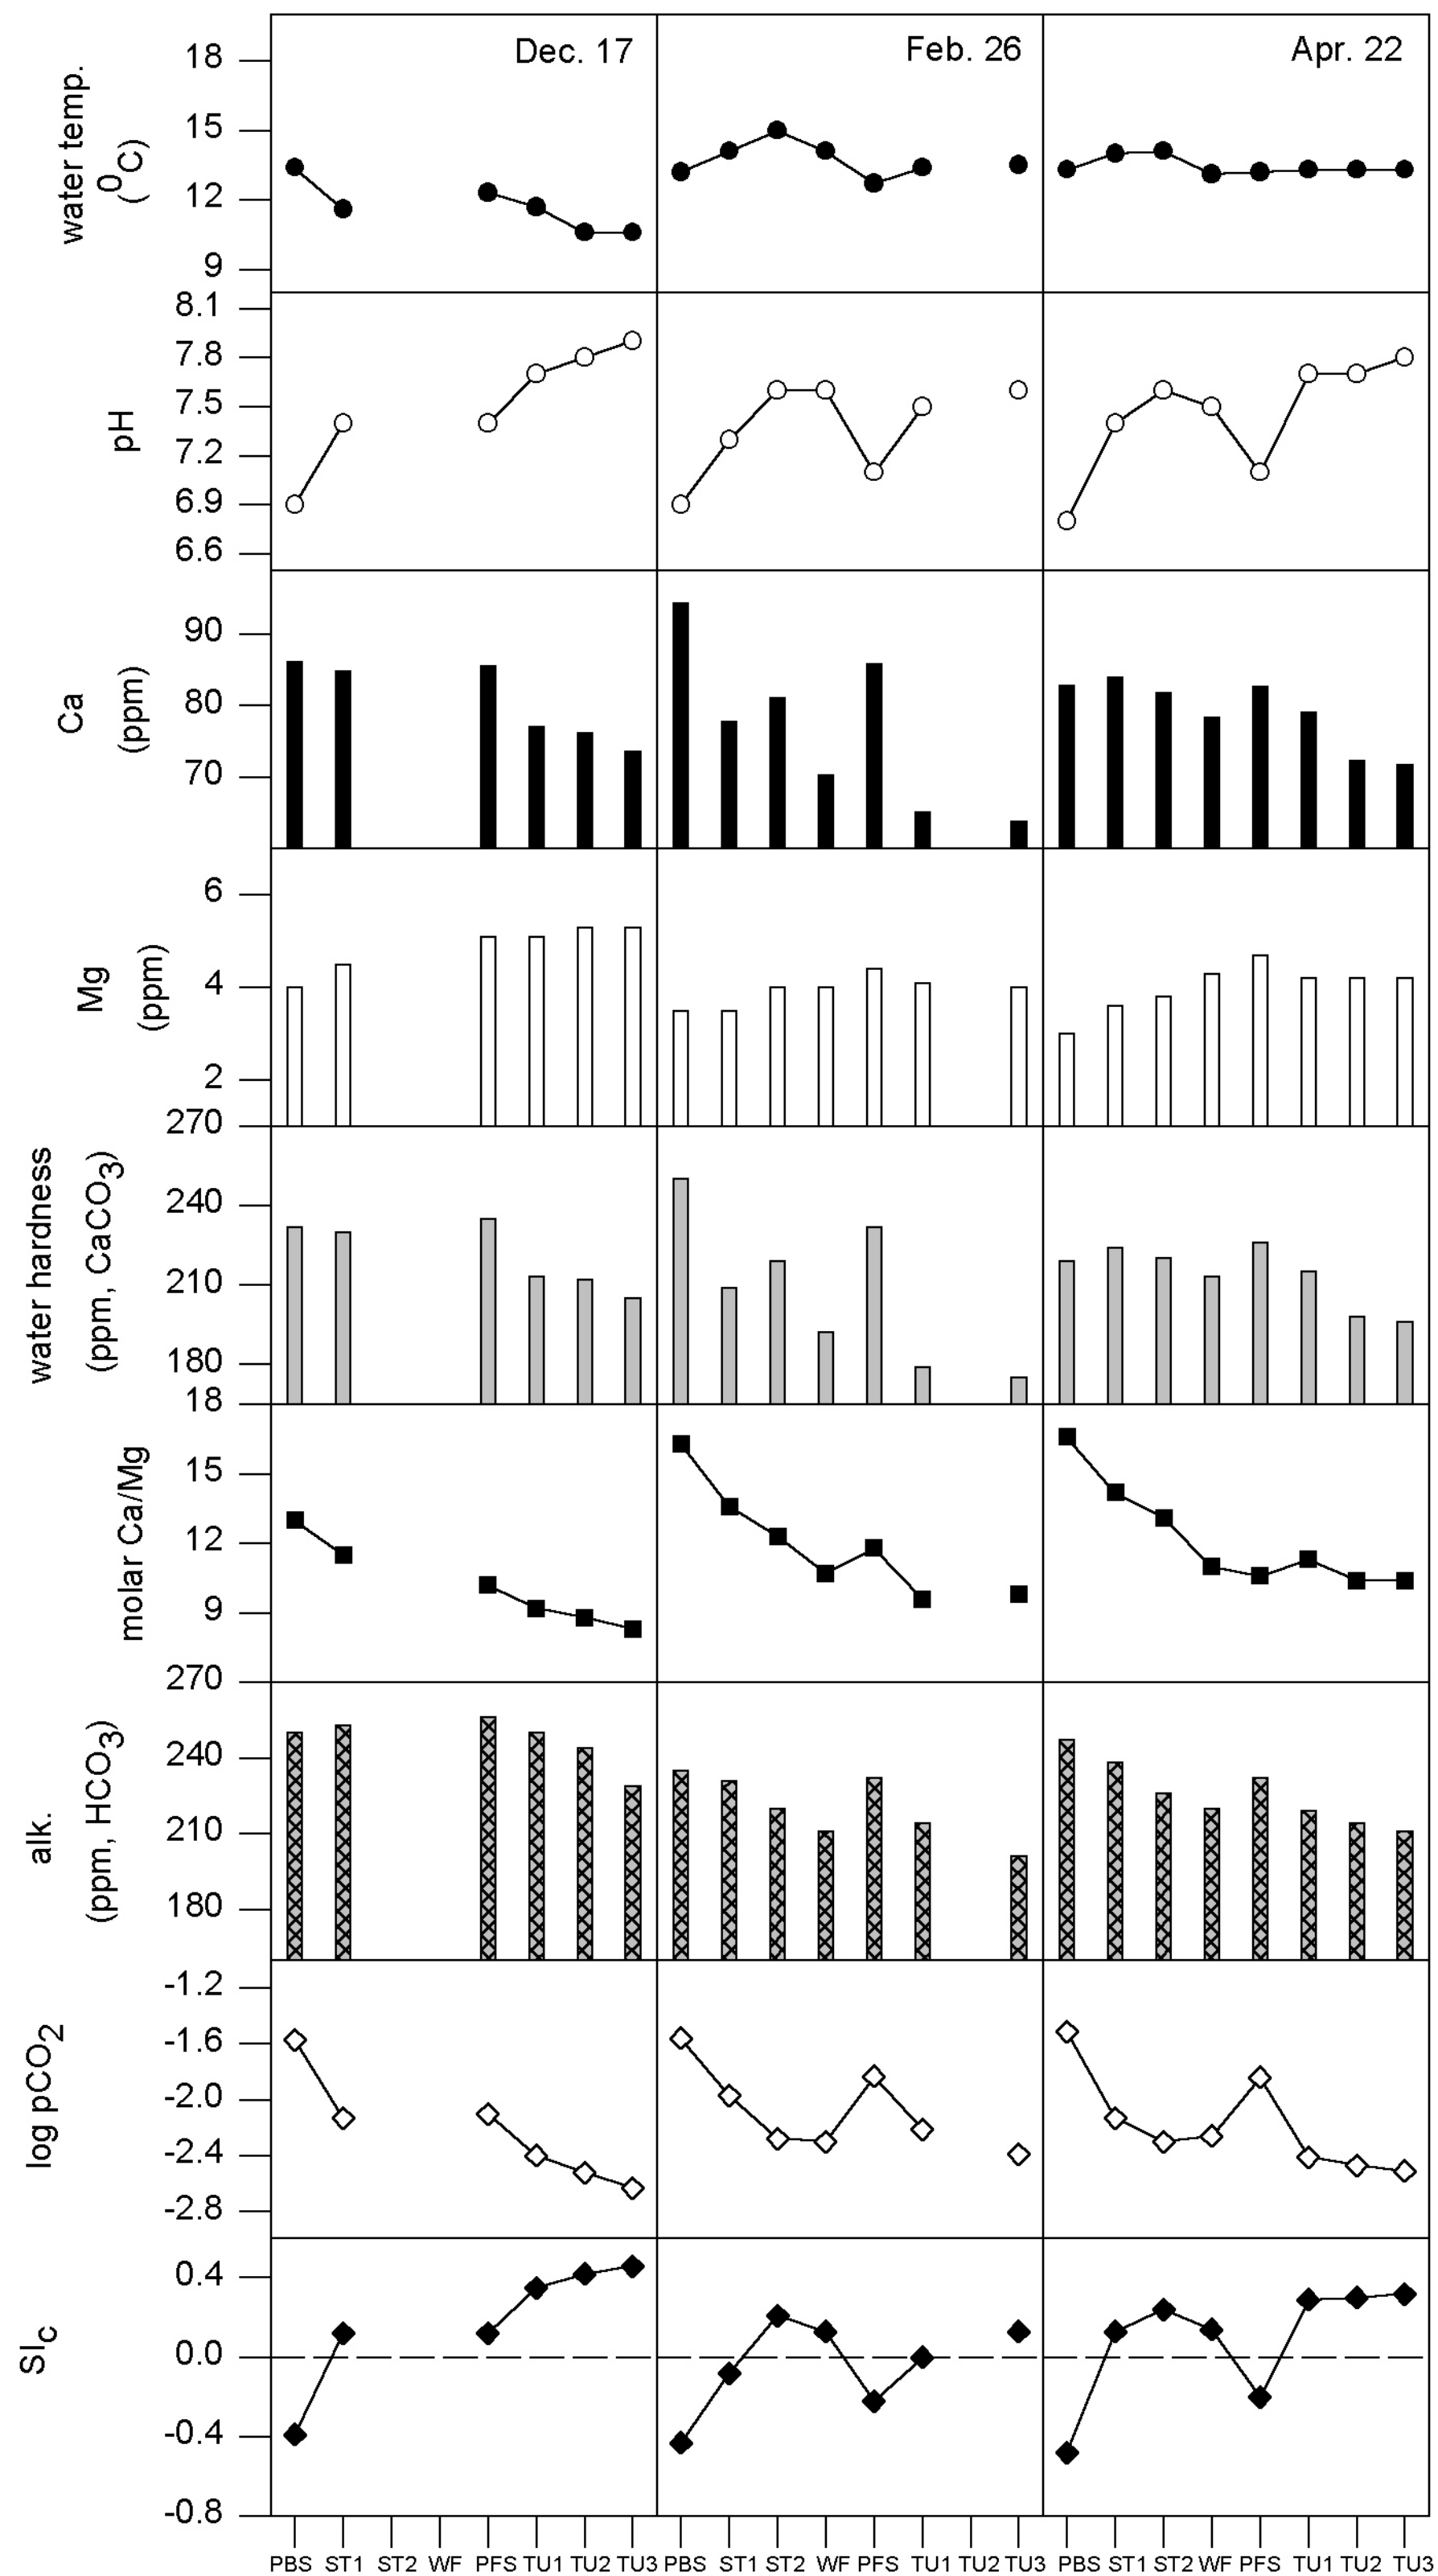 Dec. 17 Feb. 26 Apr. 22
water temp.
(⁰C)
18
15
12
9
pH
8.1
7.8
7.5
7.2
6.9
6.6
Ca
(ppm)
90
80
70
Mg
(ppm)
6
4
2
water hardness
(ppm, CaCO₃)
270
240
210
180
molar Ca/Mg
18
15
12
9
alk.
(ppm, HCO₃)
270
240
210
180
log pCO₂
-1.2
-1.6
-2.0
-2.4
-2.8
SI꜀
0.4
0.0
-0.4
-0.8
PBS ST1 ST2 WF PFS TU1 TU2 TU3 PBS ST1 ST2 WF PFS TU1 TU2 TU3 PBS ST1 ST2 WF PFS TU1 TU2 TU3